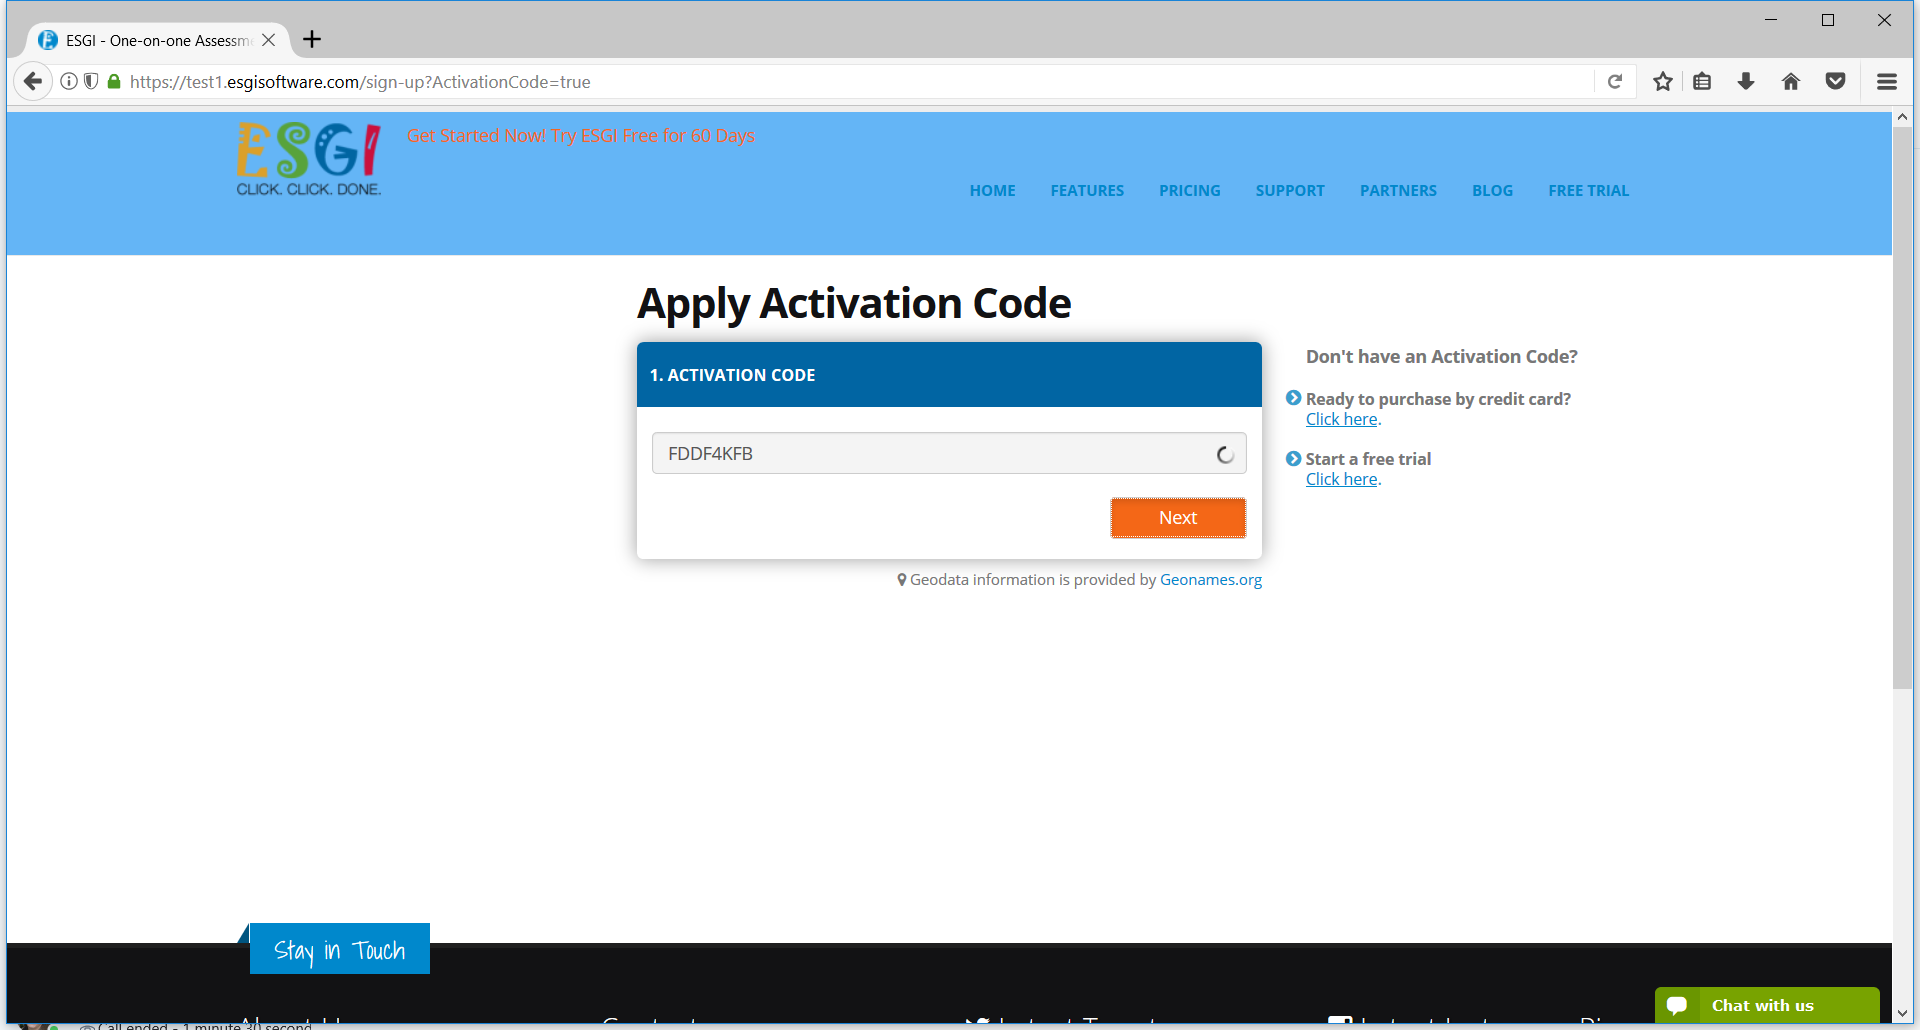 ESGI - One-on-one Assessm
https://test1.esgisoftware.com/sign-up?ActivationCode=true
ESGI
CLICK. CLICK. DONE.
Get Started Now! Try ESGI Free for 60 Days
HOME FEATURES PRICING SUPPORT PARTNERS BLOG FREE TRIAL
Apply Activation Code
1. ACTIVATION CODE
FDDF4KFB
Next
Geodata information is provided by Geonames.org
Don't have an Activation Code?
Ready to purchase by credit card?
Click here.
Start a free trial
Click here.
Stay in Touch
Chat with us
Call ended - 1 minute 30 second